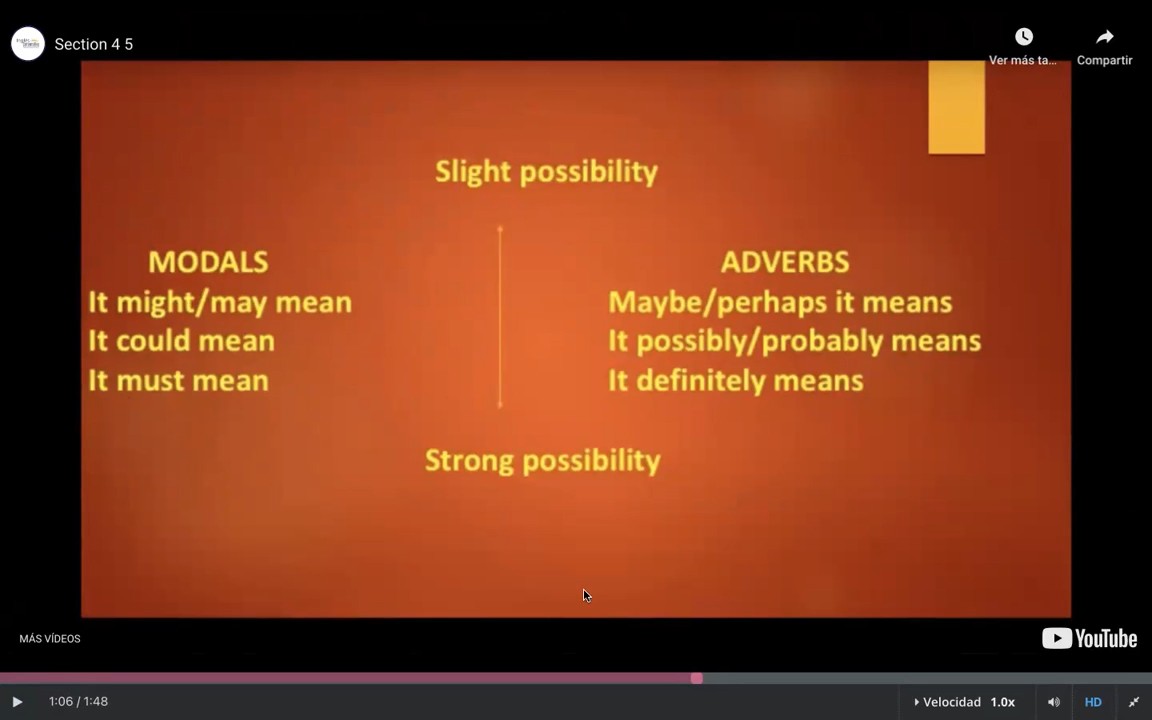 Section 4 5
Ver más ta...
Compartir
Slight possibility
MODALS
It might/may mean
It could mean
It must mean
ADVERBS
Maybe/perhaps it means
It possibly/probably means
It definitely means
Strong possibility
MÁS VÍDEOS
YouTube
1:06 / 1:48
Velocidad 1.0x
HD